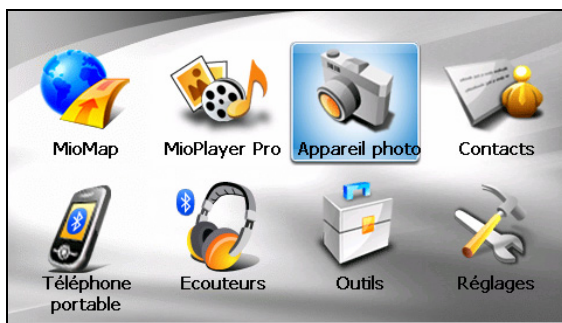 MioMap
MioPlayer Pro
Appareil photo
Contacts
Téléphone
portable
Ecouteurs
Outils
Réglages